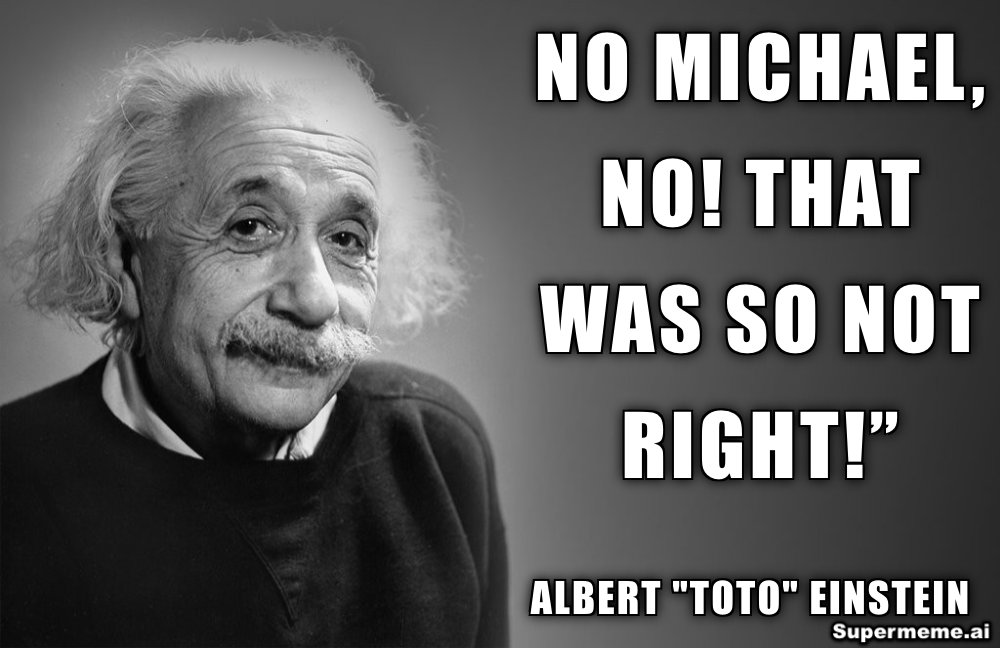 NO MICHAEL,
NO! THAT
WAS SO NOT
RIGHT!”
ALBERT "TOTO" EINSTEIN
Supermeme.ai